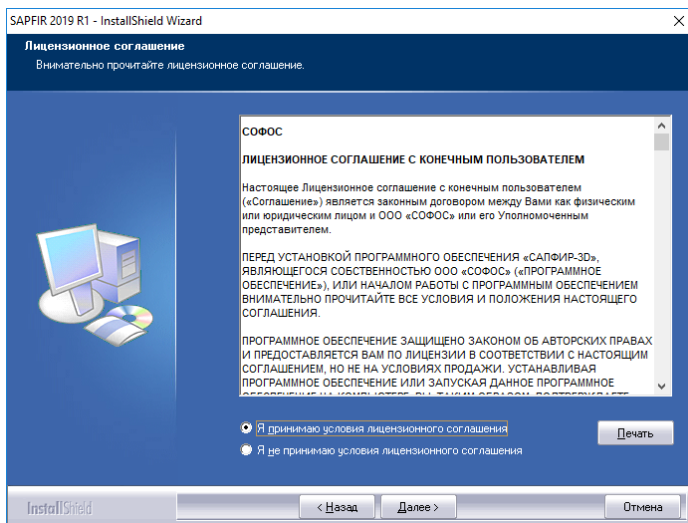 SAPFIR 2019 R1 - InstallShield Wizard
Лицензионное соглашение
Внимательно прочитайте лицензионное соглашение.
СОФОС
ЛИЦЕНЗИОННОЕ СОГЛАШЕНИЕ С КОНЕЧНЫМ ПОЛЬЗОВАТЕЛЕМ
Настоящее Лицензионное соглашение с конечным пользователем
(«Соглашение») является законным договором между Вами как физическим
или юридическим лицом и ООО «СОФОС» или его Уполномоченным
представителем.
ПЕРЕД УСТАНОВКОЙ ПРОГРАММНОГО ОБЕСПЕЧЕНИЯ «САПФИР-3D»,
ЯВЛЯЮЩЕГОСЯ СОБСТВЕННОСТЬЮ ООО «СОФОС» («ПРОГРАММНОЕ
ОБЕСПЕЧЕНИЕ»), ИЛИ НАЧАЛОМ РАБОТЫ С ПРОГРАММНЫМ ОБЕСПЕЧЕНИЕМ
ВНИМАТЕЛЬНО ПРОЧИТАЙТЕ ВСЕ УСЛОВИЯ И ПОЛОЖЕНИЯ НАСТОЯЩЕГО
СОГЛАШЕНИЯ.
ПРОГРАММНОЕ ОБЕСПЕЧЕНИЕ ЗАЩИЩЕНО ЗАКОНОМ ОБ АВТОРСКИХ ПРАВАХ
И ПРЕДОСТАВЛЯЕТСЯ ВАМ ПО ЛИЦЕНЗИИ В СООТВЕТСТВИИ С НАСТОЯЩИМ
СОГЛАШЕНИЕМ, НО НЕ НА УСЛОВИЯХ ПРОДАЖИ. УСТАНАВЛИВАЯ
ПРОГРАММНОЕ ОБЕСПЕЧЕНИЕ ИЛИ ЗАПУСКАЯ ДАННОЕ ПРОГРАММНОЕ
Я принимаю условия лицензионного соглашения
Печать
Я не принимаю условия лицензионного соглашения
InstallShield
< Назад
Далее >
Отмена